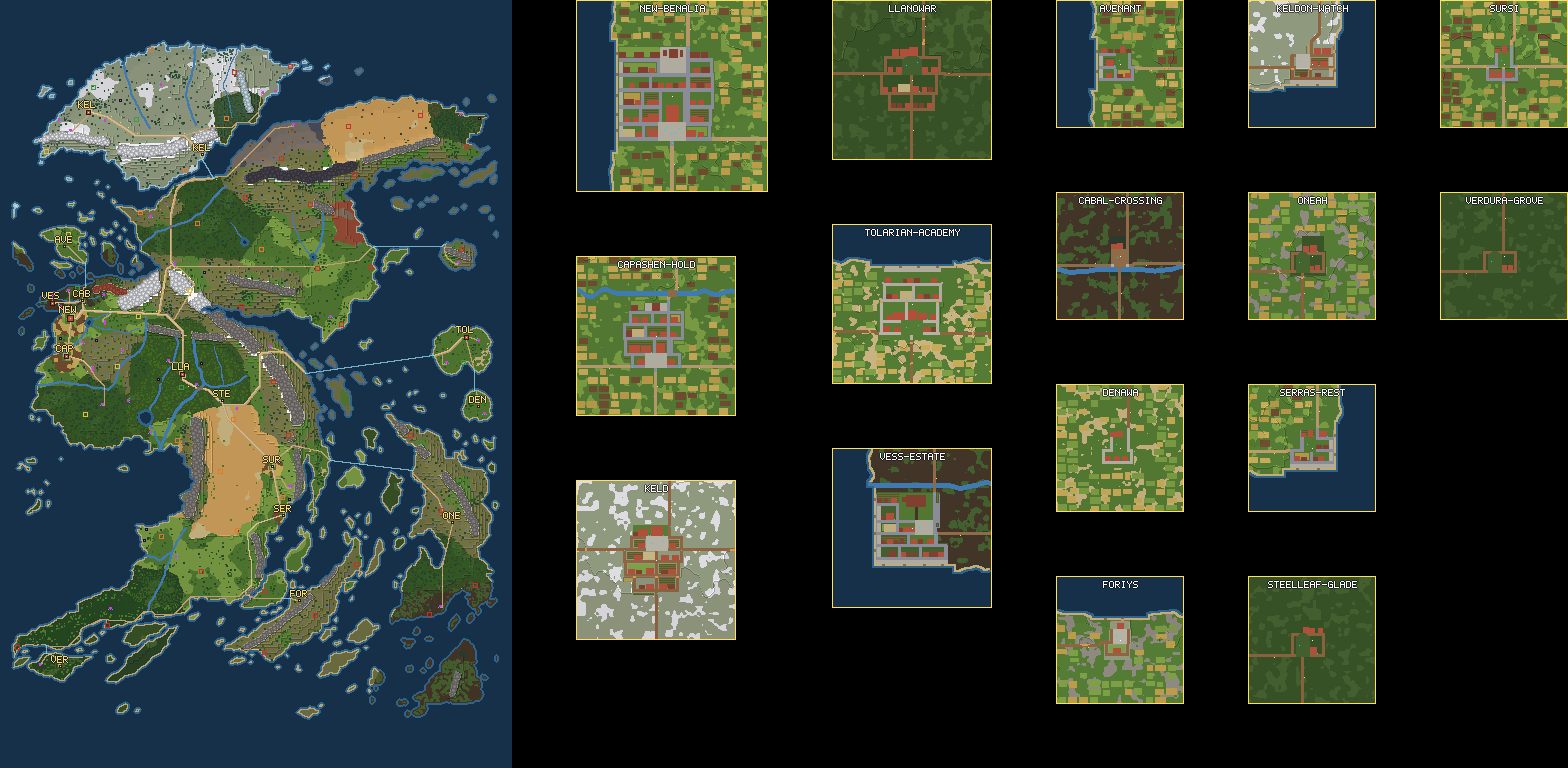 KEL
KEL
AVE
VES
CAB
NEW
CAP
LLA
STE
TOL
DEN
SUR
SER
ONE
FOR
VER
NEW-BENALIA
LLANOWAR
AVENANT
KELDON-WATCH
SURSI
CABAL-CROSSING
ONEAH
VERDURA-GROVE
TOLARIAN-ACADEMY
CAPASHEN-HOLD
DENAWA
SERRAS-REST
VESS-ESTATE
KELD
FORIYS
STEELLEAF-GLADE